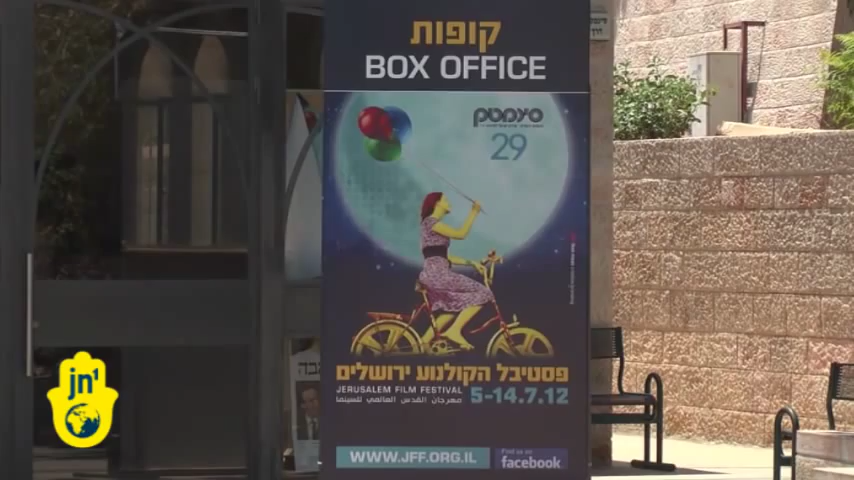 קופות
BOX OFFICE
סינמטק
29
פסטיבל הקולנוע ירושלים
JERUSALEM FILM FESTIVAL
مهرجان القدس العالمي للسينما
5-14.7.12
WWW.JFF.ORG.IL
Find us on
facebook
jn1